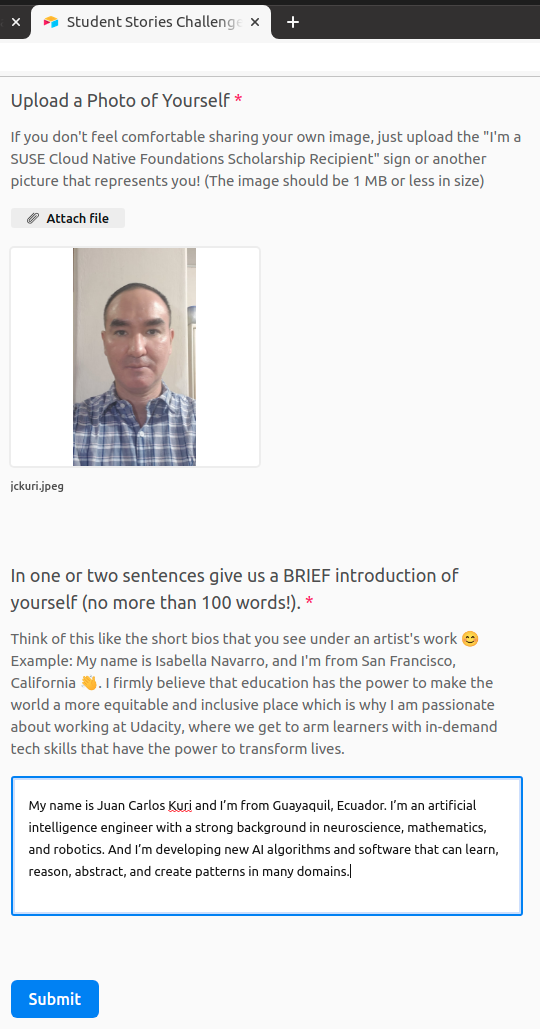 Student Stories Challenge
Upload a Photo of Yourself *
If you don't feel comfortable sharing your own image, just upload the "I'm a
SUSE Cloud Native Foundations Scholarship Recipient" sign or another
picture that represents you! (The image should be 1 MB or less in size)
Attach file
jckuri.jpeg
In one or two sentences give us a BRIEF introduction of
yourself (no more than 100 words!). *
Think of this like the short bios that you see under an artist's work 😊
Example: My name is Isabella Navarro, and I'm from San Francisco,
California 👋. I firmly believe that education has the power to make the
world a more equitable and inclusive place which is why I am passionate
about working at Udacity, where we get to arm learners with in-demand
tech skills that have the power to transform lives.
My name is Juan Carlos Kuri and I'm from Guayaquil, Ecuador. I'm an artificial
intelligence engineer with a strong background in neuroscience, mathematics,
and robotics. And I'm developing new AI algorithms and software that can learn,
reason, abstract, and create patterns in many domains.
Submit